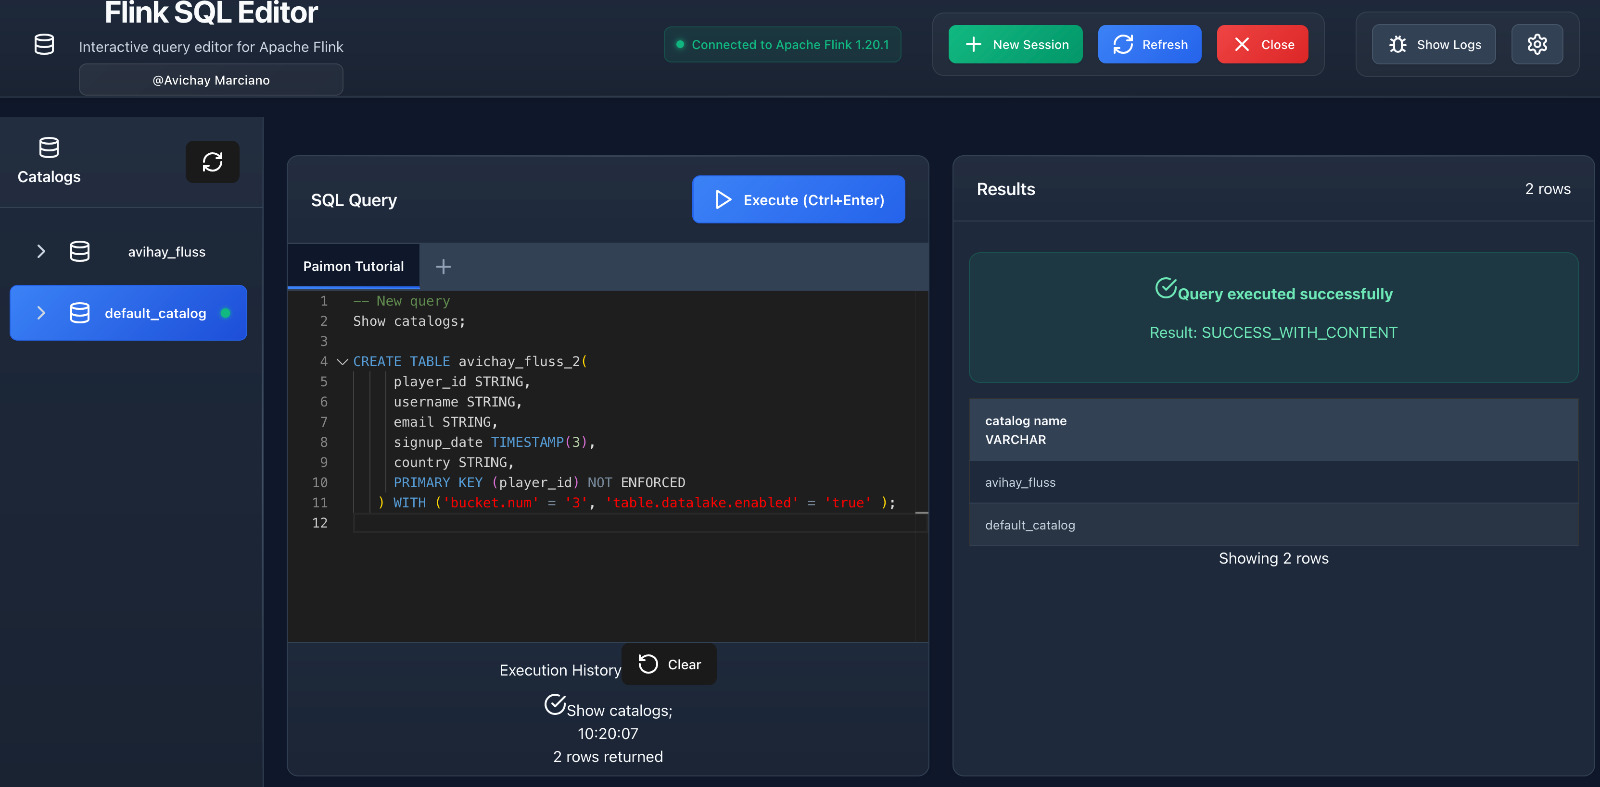 Flink SQL Editor
Interactive query editor for Apache Flink
@Avichay Marciano
Connected to Apache Flink 1.20.1
New Session
Refresh
Close
Show Logs
Catalogs
avihay_fluss
default_catalog
SQL Query
Execute (Ctrl+Enter)
Paimon Tutorial
1 -- New query
2 Show catalogs;
3
4 CREATE TABLE avichay_fluss_2(
5 player_id STRING,
6 username STRING,
7 email STRING,
8 signup_date TIMESTAMP(3),
9 country STRING,
10 PRIMARY KEY (player_id) NOT ENFORCED
11 ) WITH ('bucket.num' = '3', 'table.datalake.enabled' = 'true' );
12
Execution History
Clear
Show catalogs;
10:20:07
2 rows returned
Results
2 rows
Query executed successfully
Result: SUCCESS_WITH_CONTENT
catalog name
VARCHAR
avihay_fluss
default_catalog
Showing 2 rows